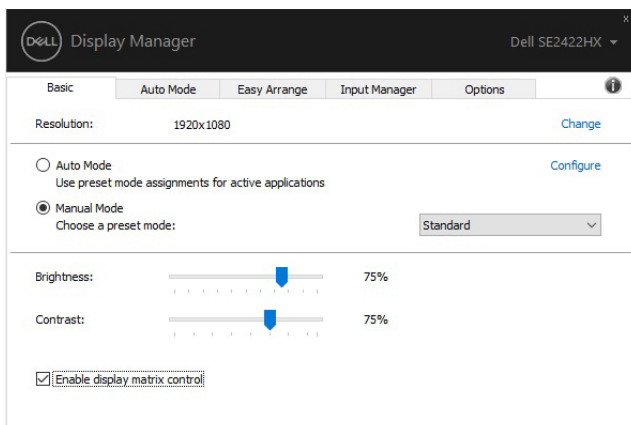 DELL Display Manager
Dell SE2422HX
x
Basic
Auto Mode
Easy Arrange
Input Manager
Options
i
Resolution: 1920x1080 Change
Auto Mode Configure
Use preset mode assignments for active applications
Manual Mode
Choose a preset mode: Standard
Brightness: 75%
Contrast: 75%
Enable display matrix control